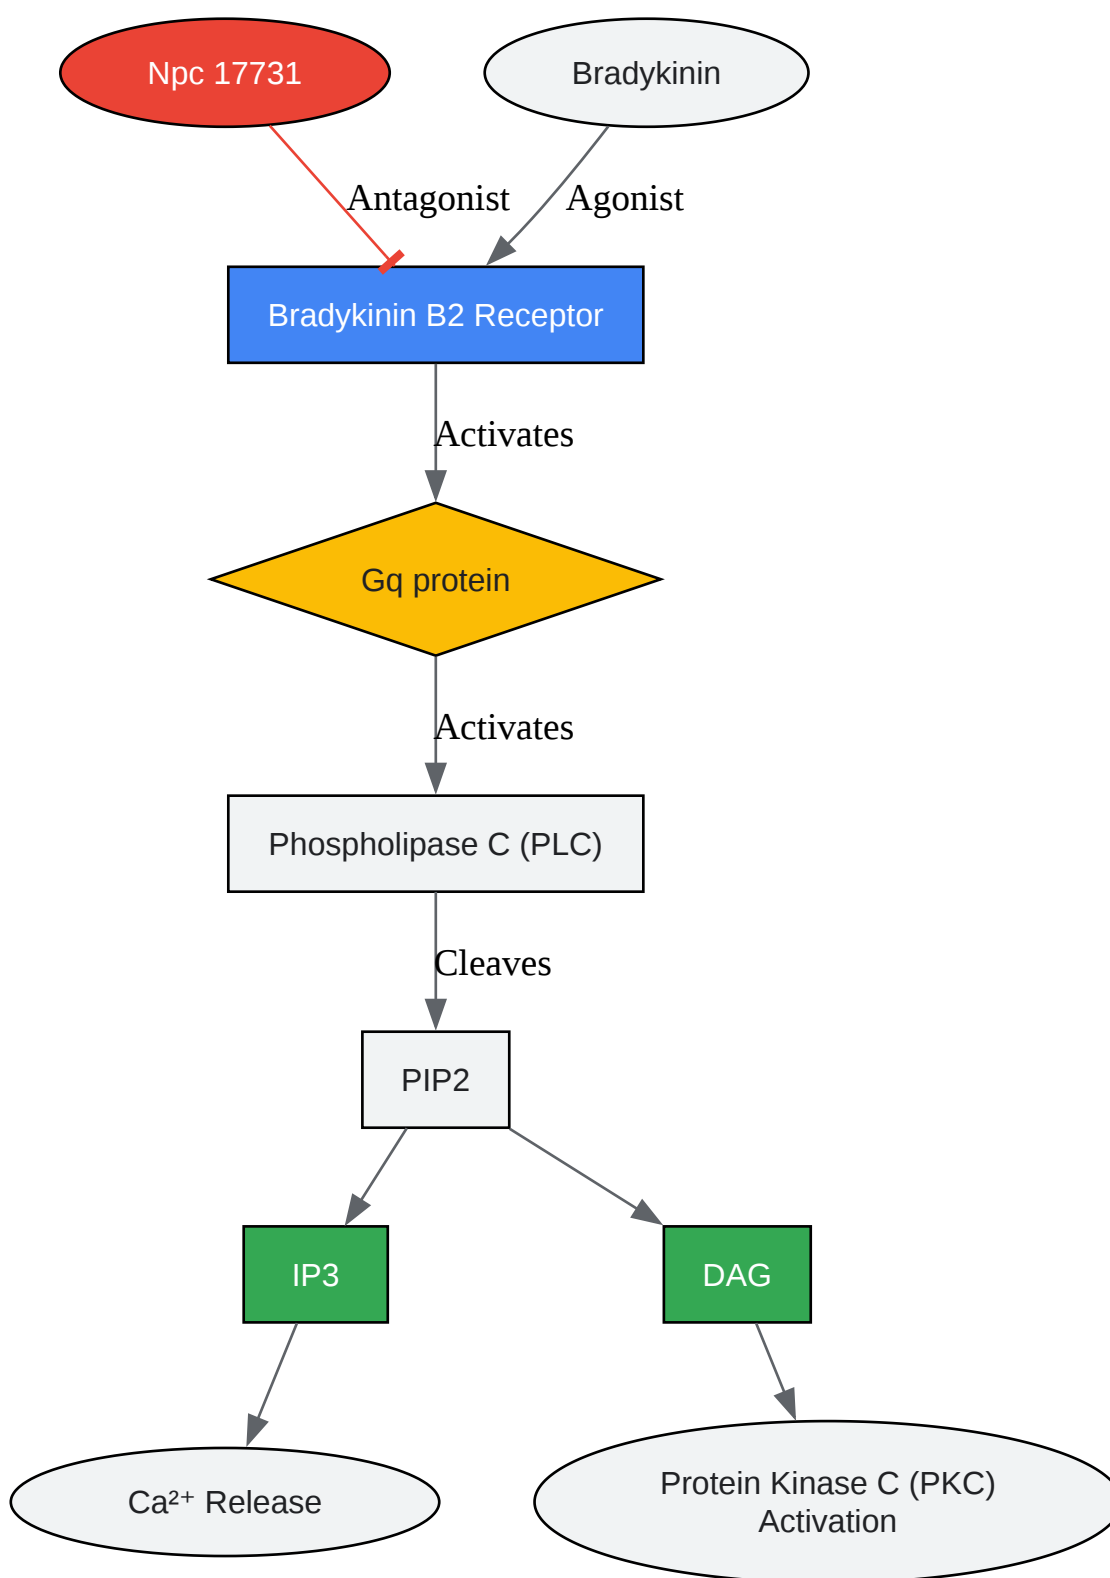 Npc 17731
Bradykinin
Antagonist
Agonist
Bradykinin B2 Receptor
Activates
Gq protein
Activates
Phospholipase C (PLC)
Cleaves
PIP2
IP3
DAG
Ca²⁺ Release
Protein Kinase C (PKC)
Activation